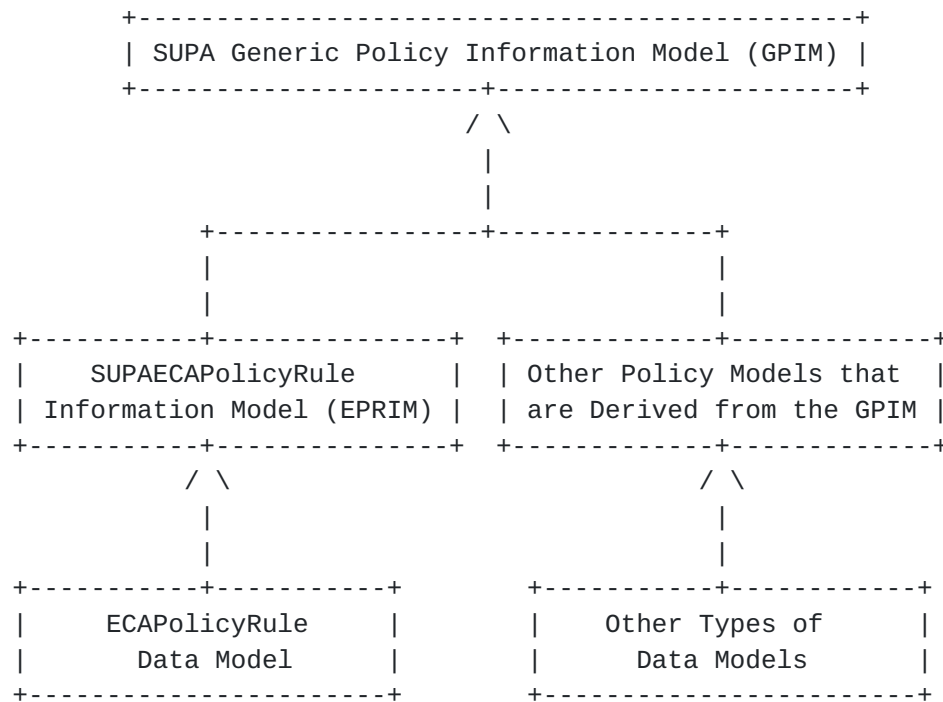 SUPA Generic Policy Information Model (GPIM)
SUPAECAPolicyRule
Information Model (EPRIM)
Other Policy Models that
are Derived from the GPIM
ECAPolicyRule
Data Model
Other Types of
Data Models